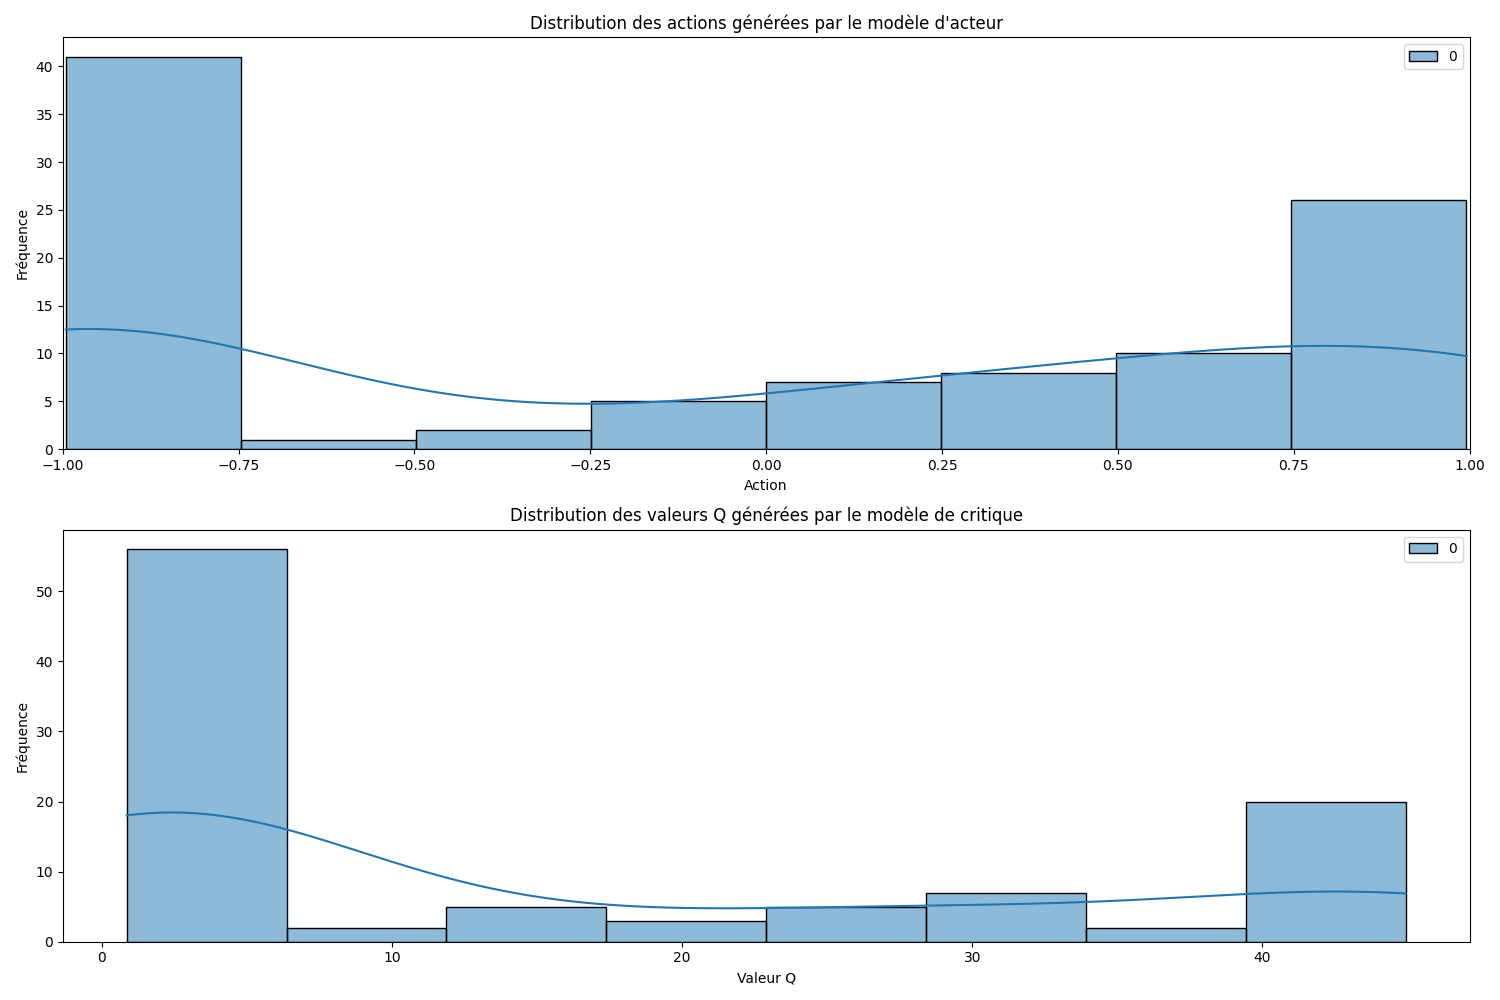 Distribution des actions générées par le modèle d'acteur
0
40
35
30
25
20
15
10
5
0
Fréquence
−1.00 −0.75 −0.50 −0.25 0.00 0.25 0.50 0.75 1.00
Action
Distribution des valeurs Q générées par le modèle de critique
0
50
40
30
20
10
0
Fréquence
0 10 20 30 40
Valeur Q